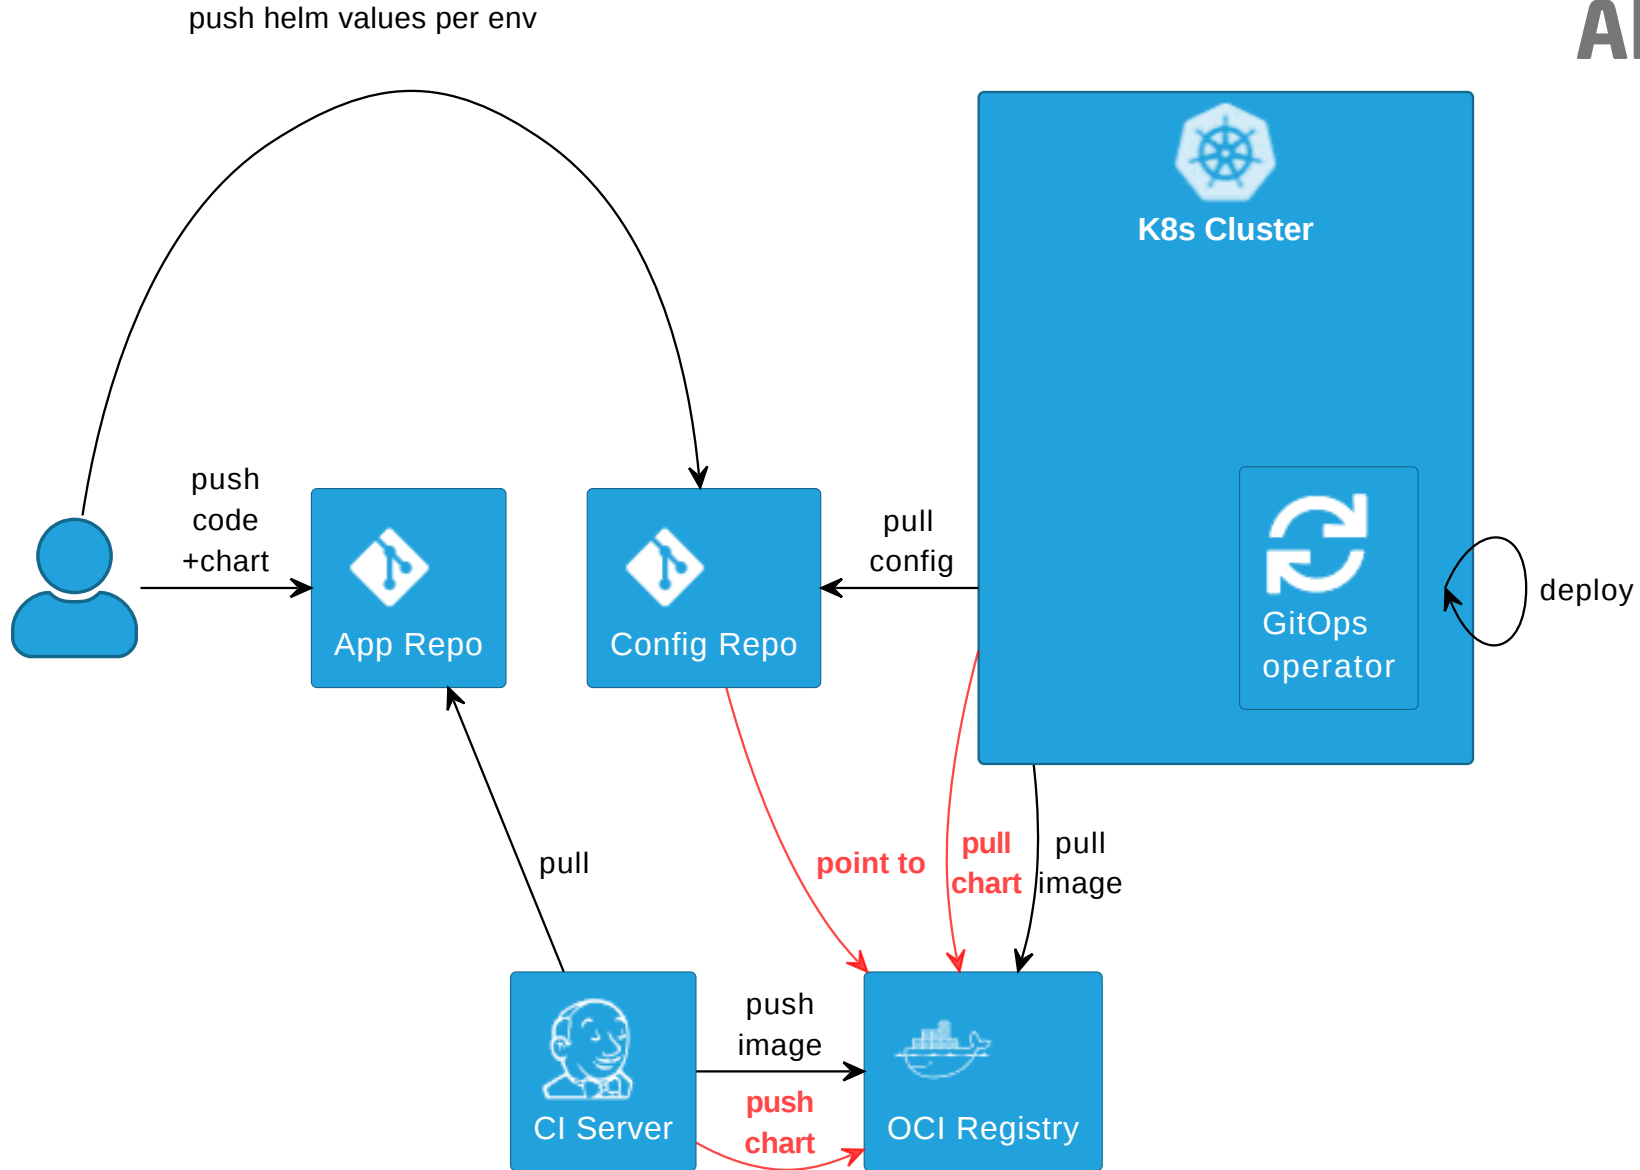 push helm values per env
K8s Cluster
push
code
+chart
App Repo
Config Repo
pull
config
GitOps
operator
deploy
pull
point to
pull
chart
pull
image
CI Server
push
image
push
chart
OCI Registry